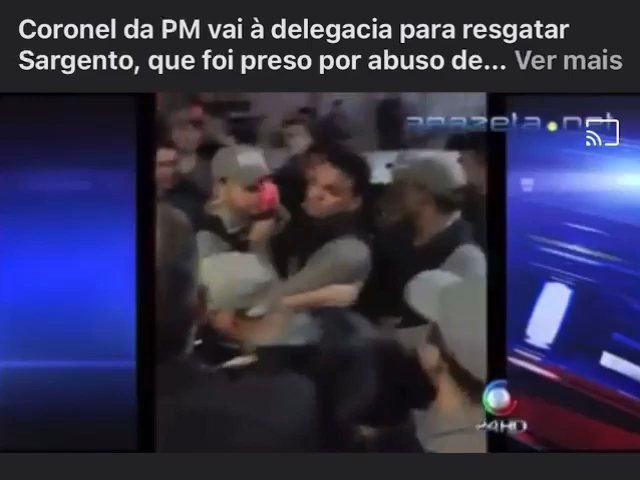 Coronel da PM vai à delegacia para resgatar
Sargento, que foi preso por abuso de... Ver mais
24HD